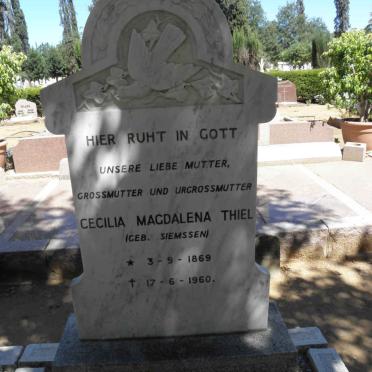 HIER RUHT IN GOTT
UNSERE LIEBE MUTTER,
GROSSMUTTER UND URGROSSMUTTER
CECILIA MAGDALENA THIEL
(GEB. SIEMSSEN)
* 3-9-1869
† 17-6-1960.